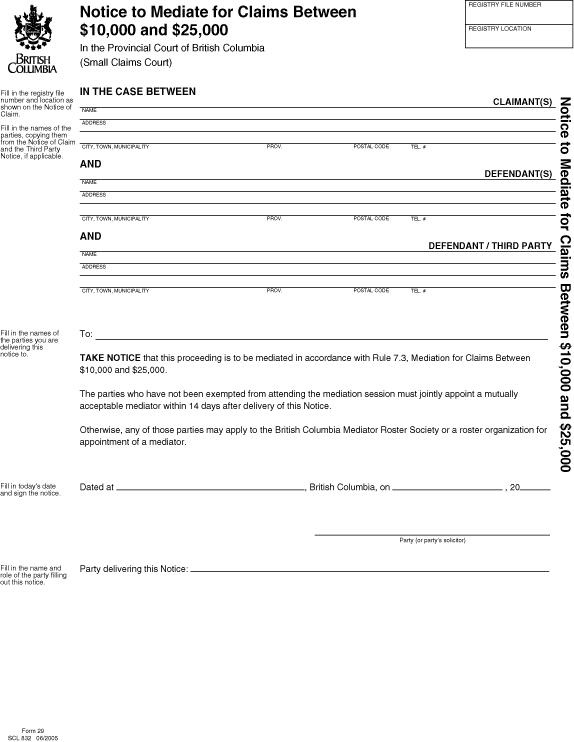 Notice to Mediate for Claims Between
$10,000 and $25,000
In the Provincial Court of British Columbia
(Small Claims Court)
REGISTRY FILE NUMBER
REGISTRY LOCATION
BRITISH
COLUMBIA
Fill in the registry file
number and location as
shown on the Notice of
Claim.
Fill in the names of the
parties, copying them
from the Notice of Claim
and the Third Party
Notice, if applicable.
IN THE CASE BETWEEN
CLAIMANT(S)
NAME
ADDRESS
CITY, TOWN, MUNICIPALITY PROV. POSTAL CODE TEL. #
AND
DEFENDANT(S)
NAME
ADDRESS
CITY, TOWN, MUNICIPALITY PROV. POSTAL CODE TEL. #
AND
DEFENDANT / THIRD PARTY
NAME
ADDRESS
CITY, TOWN, MUNICIPALITY PROV. POSTAL CODE TEL. #
Notice to Mediate for Claims Between $10,000 and $25,000
Fill in the names of
the parties you are
delivering this
notice to.
To:
TAKE NOTICE that this proceeding is to be mediated in accordance with Rule 7.3, Mediation for Claims Between
$10,000 and $25,000.
The parties who have not been exempted from attending the mediation session must jointly appoint a mutually
acceptable mediator within 14 days after delivery of this Notice.
Otherwise, any of those parties may apply to the British Columbia Mediator Roster Society or a roster organization for
appointment of a mediator.
Fill in today's date
and sign the notice.
Dated at , British Columbia, on , 20
Party (or party's solicitor)
Fill in the name and
role of the party filling
out this notice.
Party delivering this Notice:
Form 29
SCL 832 06/2005